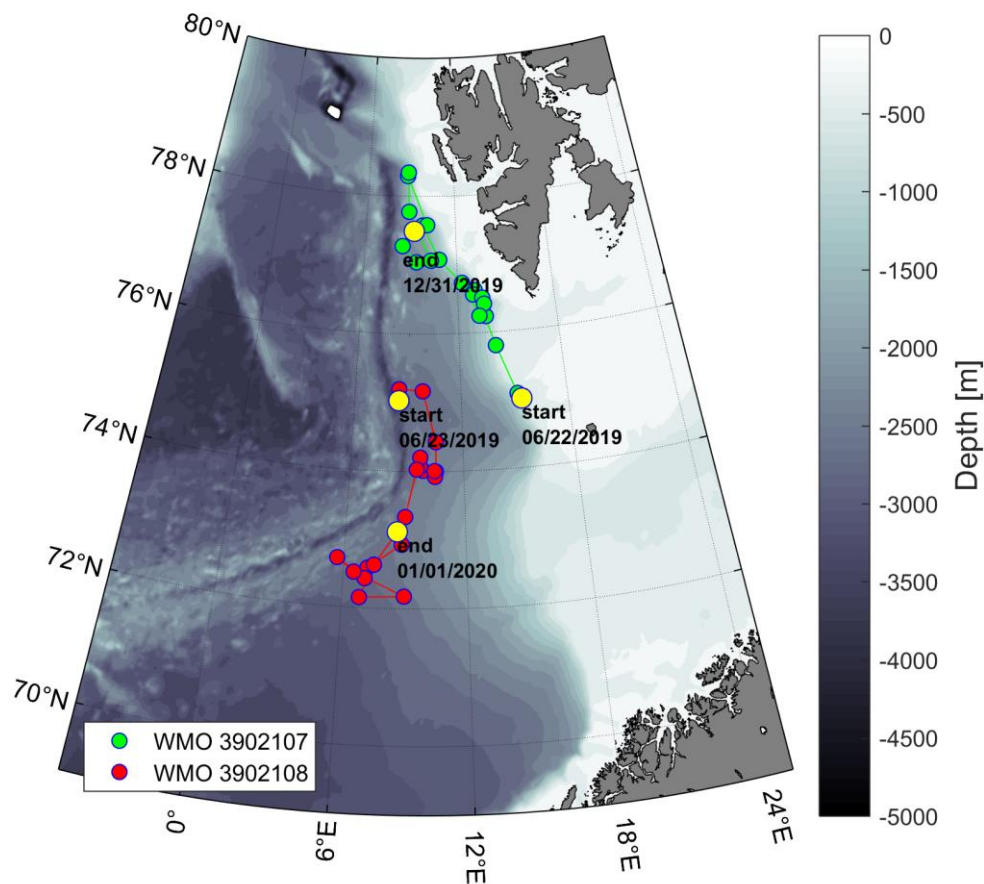 80°N
78°N
76°N
74°N
72°N
70°N
0°
6°E
12°E
18°E
24°E
end
12/31/2019
start
06/23/2019
start
06/22/2019
end
01/01/2020
WMO 3902107
WMO 3902108
0
-500
-1000
-1500
-2000
-2500
-3000
-3500
-4000
-4500
-5000
Depth [m]